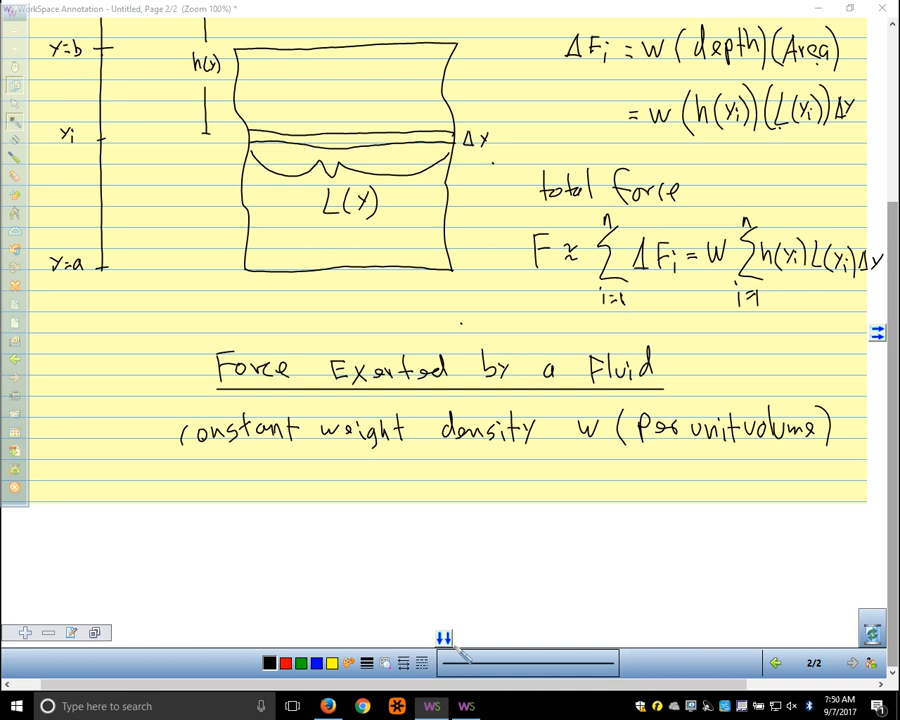 WorkSpace Annotation - Untitled, Page 2/2 (Zoom 100%) *
y=b
h(y)
ΔF_i = w (depth)(Area)
= w (h(y_i))(L(y_i))Δy
y_i
Δy
L(y)
total Force
y=a
F ≈ ∑_{i=1}^{n} ΔF_i = W ∑_{i=1}^{n} h(y_i)L(y_i)Δy
Force Exerted by a Fluid
constant weight density w (per unit volume)
2/2
Type here to search
WS
WS
7:50 AM
9/7/2017